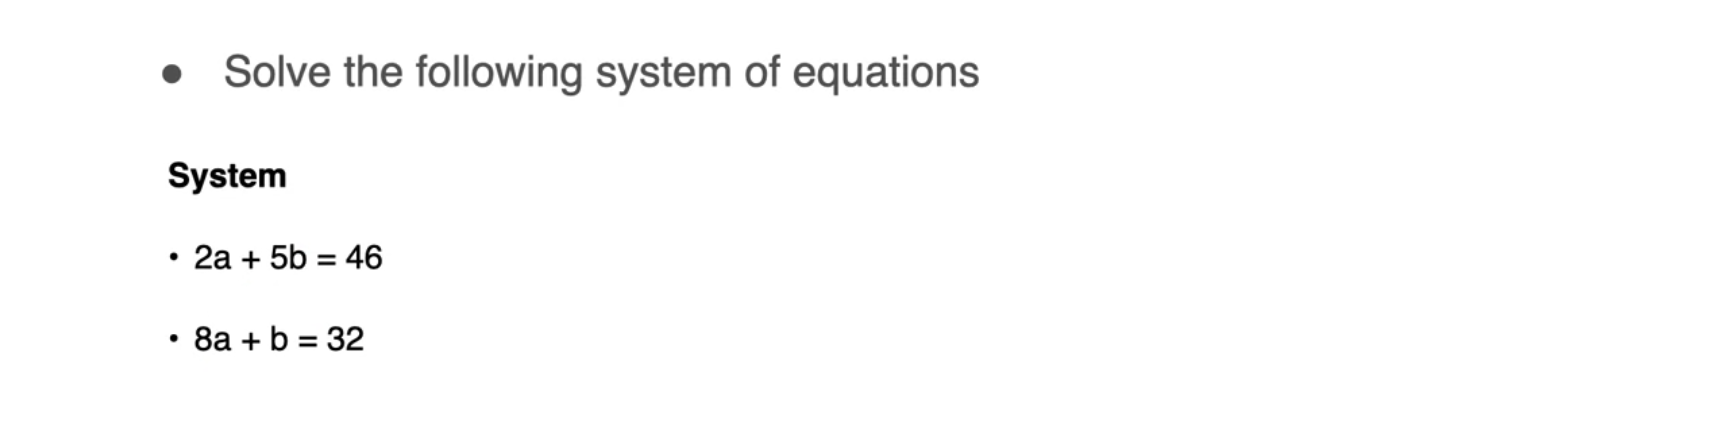 ● Solve the following system of equations
System
• 2a + 5b = 46
• 8a + b = 32